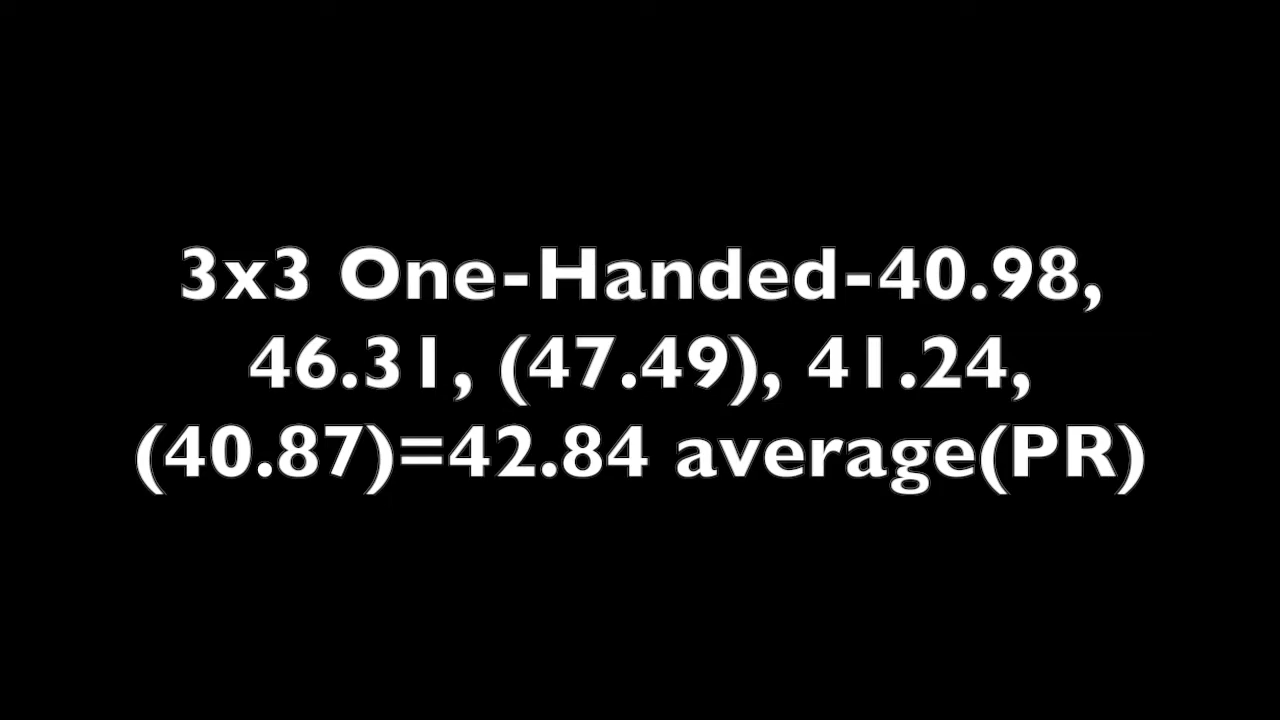 3x3 One-Handed-40.98,
46.31, (47.49), 41.24,
(40.87)=42.84 average(PR)